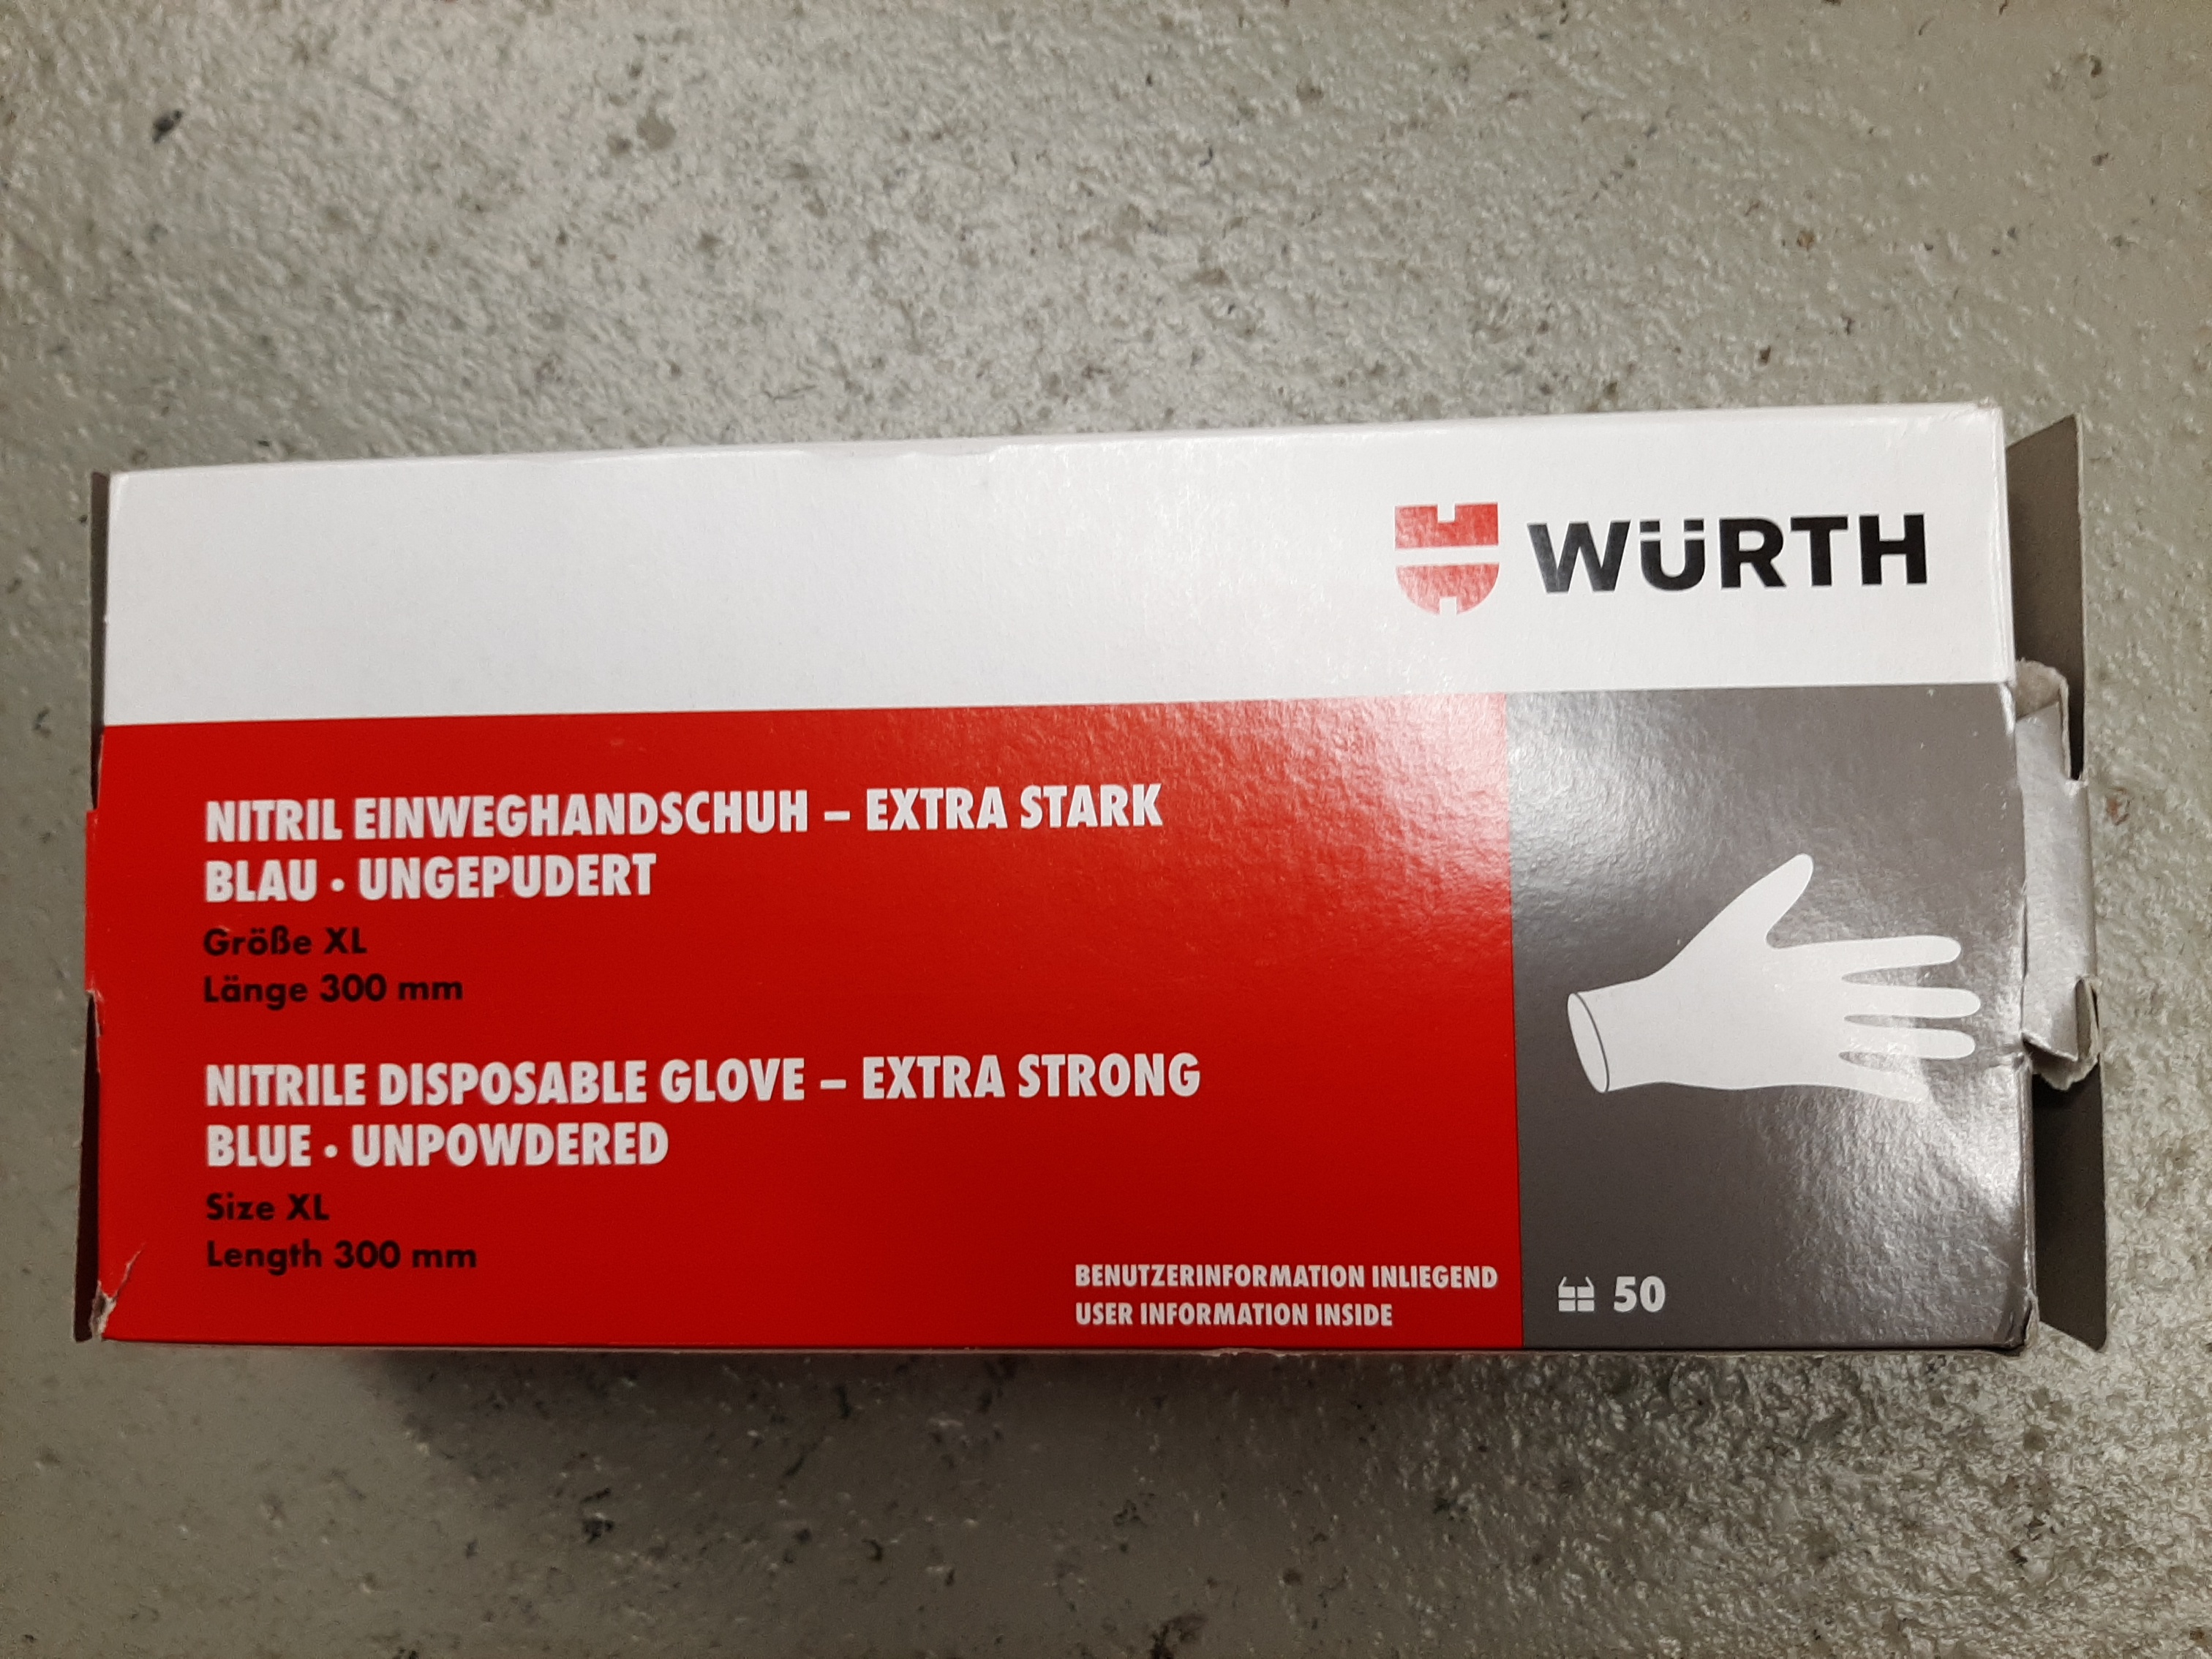 WÜRTH
NITRIL EINWEGHANDSCHUH – EXTRA STARK
BLAU • UNGEPUDERT
Größe XL
Länge 300 mm
NITRILE DISPOSABLE GLOVE – EXTRA STRONG
BLUE • UNPOWDERED
Size XL
Length 300 mm
BENUTZERINFORMATION INLIEGEND
USER INFORMATION INSIDE
50